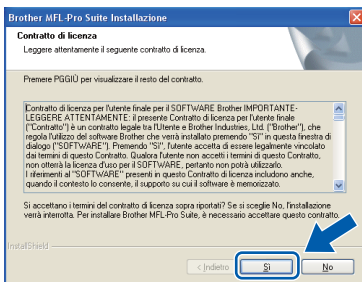 Brother MFL-Pro Suite Installazione
Contratto di licenza
Leggere attentamente il seguente contratto di licenza.
Premere PGGIÙ per visualizzare il resto del contratto.
Contratto di licenza per l'utente finale per il SOFTWARE Brother IMPORTANTE-
LEGGERE ATTENTAMENTE: il presente Contratto di licenza per l'utente finale
("Contratto") è un contratto legale tra l'Utente e Brother Industries, Ltd. ("Brother"), che
regola l'utilizzo del software Brother che verrà installato premendo "Sì" in questa finestra di
dialogo ("SOFTWARE"). Premendo "Sì", l'utente accetta di essere legalmente vincolato
dai termini di questo Contratto. Qualora l'utente non accetti i termini di questo Contratto,
non otterrà la licenza d'uso per il SOFTWARE, pertanto non potrà utilizzarlo.
I riferimenti al "SOFTWARE" presenti in questo Contratto di licenza includono anche,
quando il contesto lo consente, il supporto su cui il software è memorizzato.
Si accettano i termini del contratto di licenza sopra riportati? Se si sceglie No, l'installazione
verrà interrotta. Per installare Brother MFL-Pro Suite, è necessario accettare questo contratto.
InstallShield
< Indietro
Sì
No